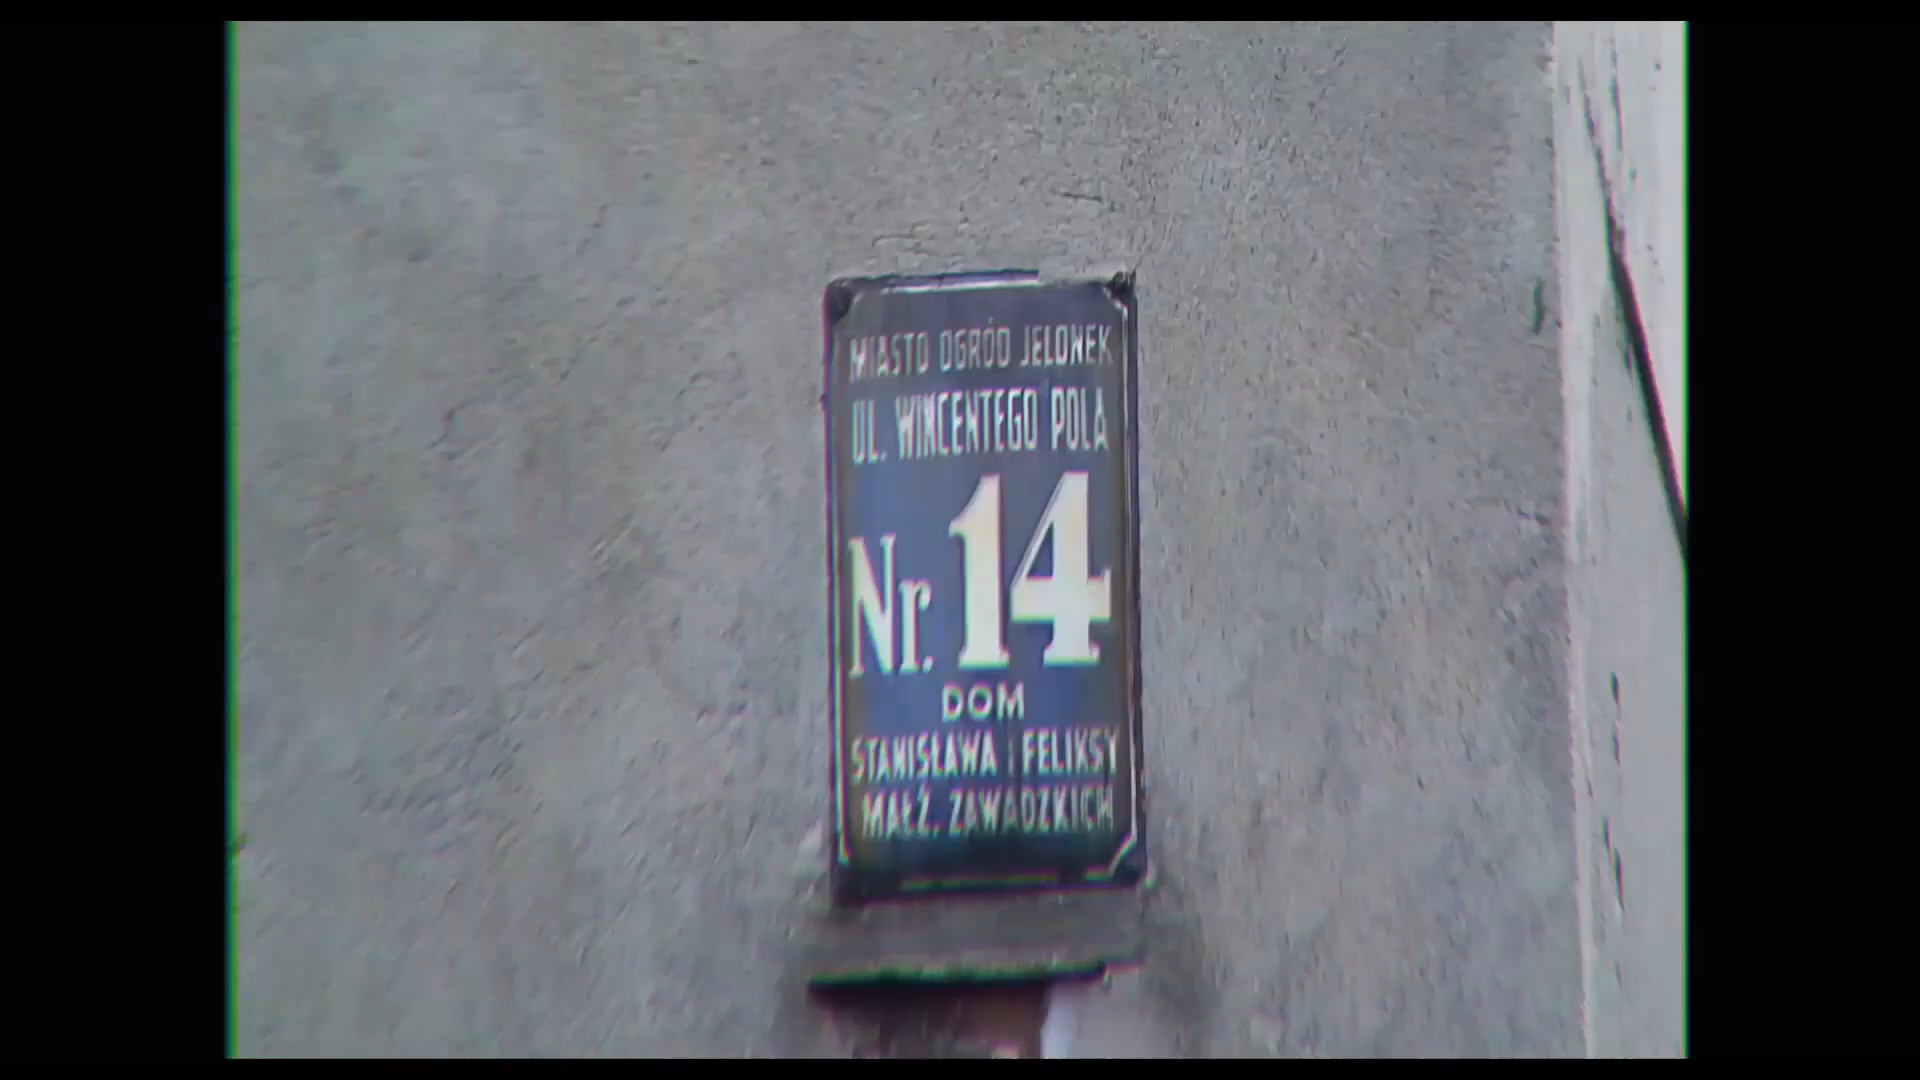 MIASTO OGRÓD JELONEK
UL. WINCENTEGO POLA
Nr. 14
DOM
STANISŁAWA i FELIKSY
MAŁŻ. ZAWADZKICH